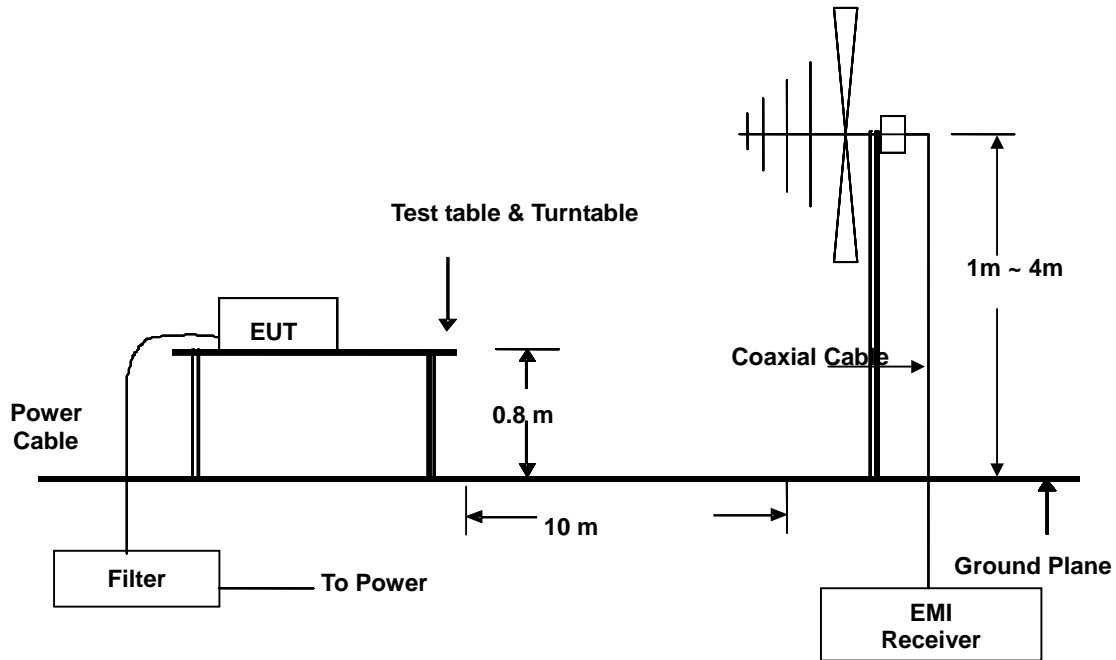 Test table & Turntable
1m ~ 4m
EUT
Coaxial Cable
0.8 m
Power
Cable
10 m
Ground Plane
Filter
To Power
EMI
Receiver